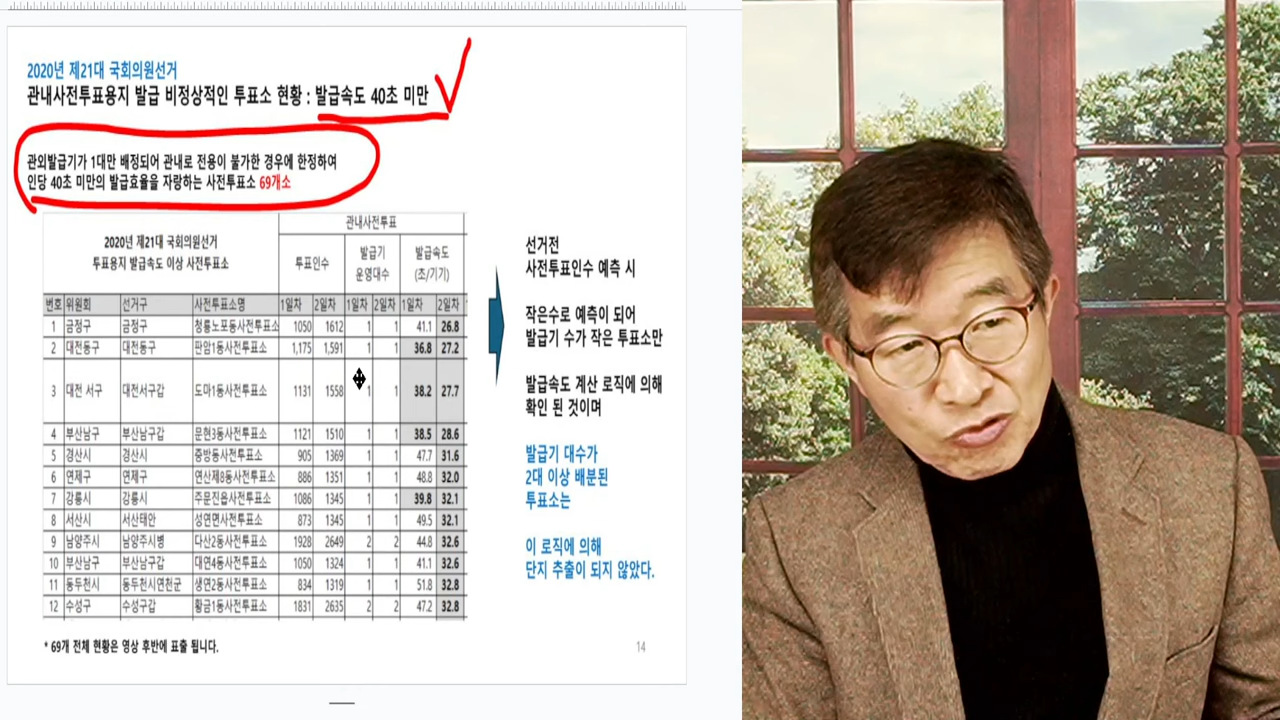 2020년 제21대 국회의원선거
관내사전투표용지 발급 비정상적인 투표소 현황 : 발급속도 40초 미만
관외발급기가 1대만 배정되어 관내로 전용이 불가한 경우에 한정하여
인당 40초 미만의 발급효율을 자랑하는 사전투표소 69개소
2020년 제21대 국회의원선거
투표용지 발급속도 이상 사전투표소
관내사전투표
투표인수
발급기
운영대수
발급속도
(초/기기)
번호 위원회 선거구 사전투표소명 1일차 2일차 1일차 2일차 1일차 2일차
1 금정구 금정구 청룡노포동사전투표소 1050 1612 1 1 41.1 26.8
2 대전동구 대전동구 판암1동사전투표소 1,175 1,591 1 1 36.8 27.2
3 대전 서구 대전서구갑 도마1동사전투표소 1131 1558 1 1 38.2 27.7
4 부산남구 부산남구갑 문현3동사전투표소 1121 1510 1 1 38.5 28.6
5 경산시 경산시 중방동사전투표소 905 1369 1 1 47.7 31.6
6 연제구 연제구 연산제8동사전투표소 886 1351 1 1 48.8 32.0
7 강릉시 강릉시 주문진읍사전투표소 1086 1345 1 1 39.8 32.1
8 서산시 서산태안 성연면사전투표소 873 1345 1 1 49.5 32.1
9 남양주시 남양주시병 다산2동사전투표소 1928 2649 2 2 44.8 32.6
10 부산남구 부산남구갑 대연4동사전투표소 1050 1324 1 1 41.1 32.6
11 동두천시 동두천시연천군 생연2동사전투표소 834 1319 1 1 51.8 32.8
12 수성구 수성구갑 황금1동사전투표소 1831 2635 2 2 47.2 32.8
* 69개 전체 현황은 영상 후반에 표출 됩니다.
선거전
사전투표인수 예측 시
작은수로 예측이 되어
발급기 수가 작은 투표소만
발급속도 계산 로직에 의해
확인 된 것이며
발급기 대수가
2대 이상 배분된
투표소는
이 로직에 의해
단지 추출이 되지 않았다.
14